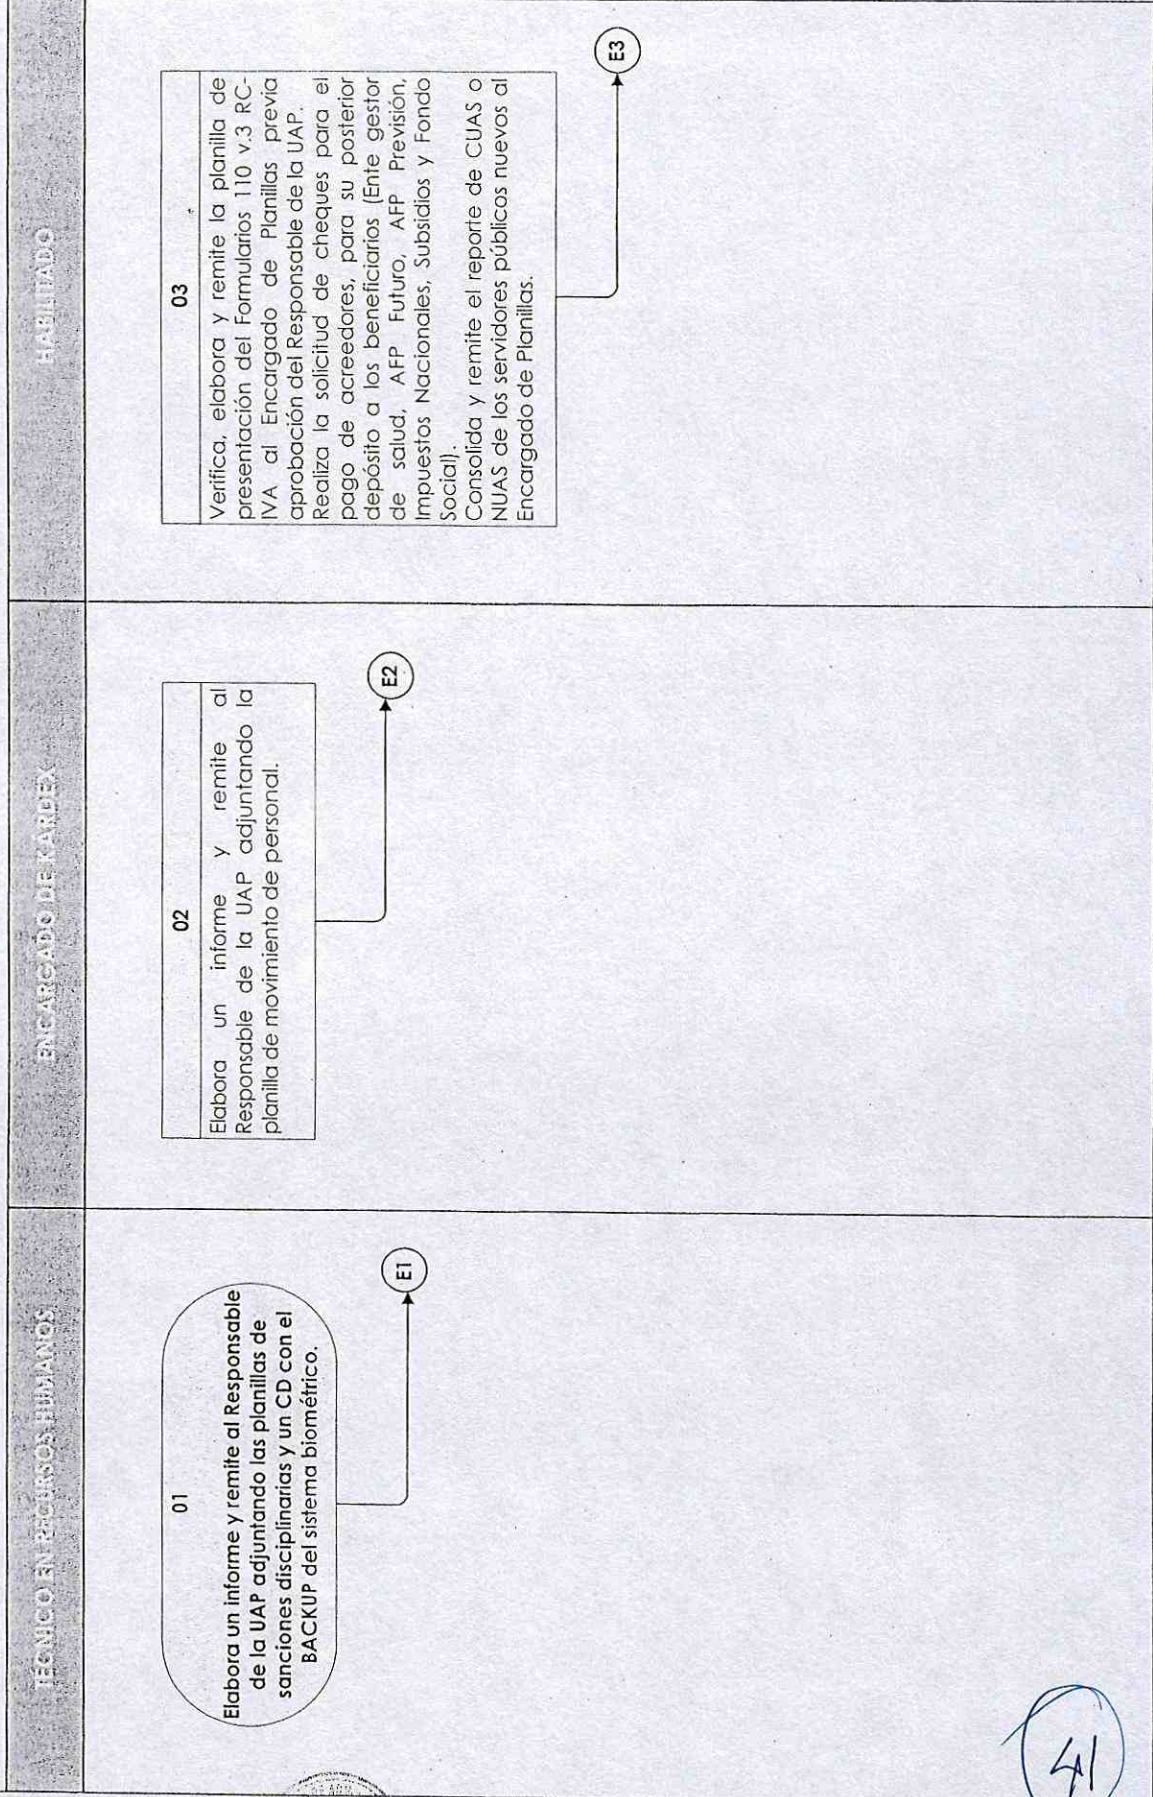 TÉCNICO EN RECURSOS HUMANOS
ENCARGADO DE KARDEX
HABILITADO
01
Elabora un informe y remite al Responsable
de la UAP adjuntando las planillas de
sanciones disciplinarias y un CD con el
BACKUP del sistema biométrico.
E1
02
Elabora un informe y remite al
Responsable de la UAP adjuntando la
planilla de movimiento de personal.
E2
03
Verifica, elabora y remite la planilla de
presentación del Formularios 110 v.3 RC-
IVA al Encargado de Planillas previa
aprobación del Responsable de la UAP.
Realiza la solicitud de cheques para el
pago de acreedores, para su posterior
depósito a los beneficiarios (Ente gestor
de salud, AFP Futuro, AFP Previsión,
Impuestos Nacionales, Subsidios y Fondo
Social).
Consolida y remite el reporte de CUAS o
NUAS de los servidores públicos nuevos al
Encargado de Planillas.
E3
41